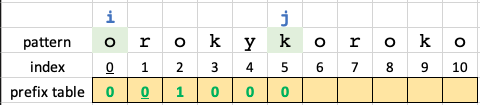 i j
pattern o r o k y k o r o k o
index 0 1 2 3 4 5 6 7 8 9 10
prefix table 0 0 1 0 0 0